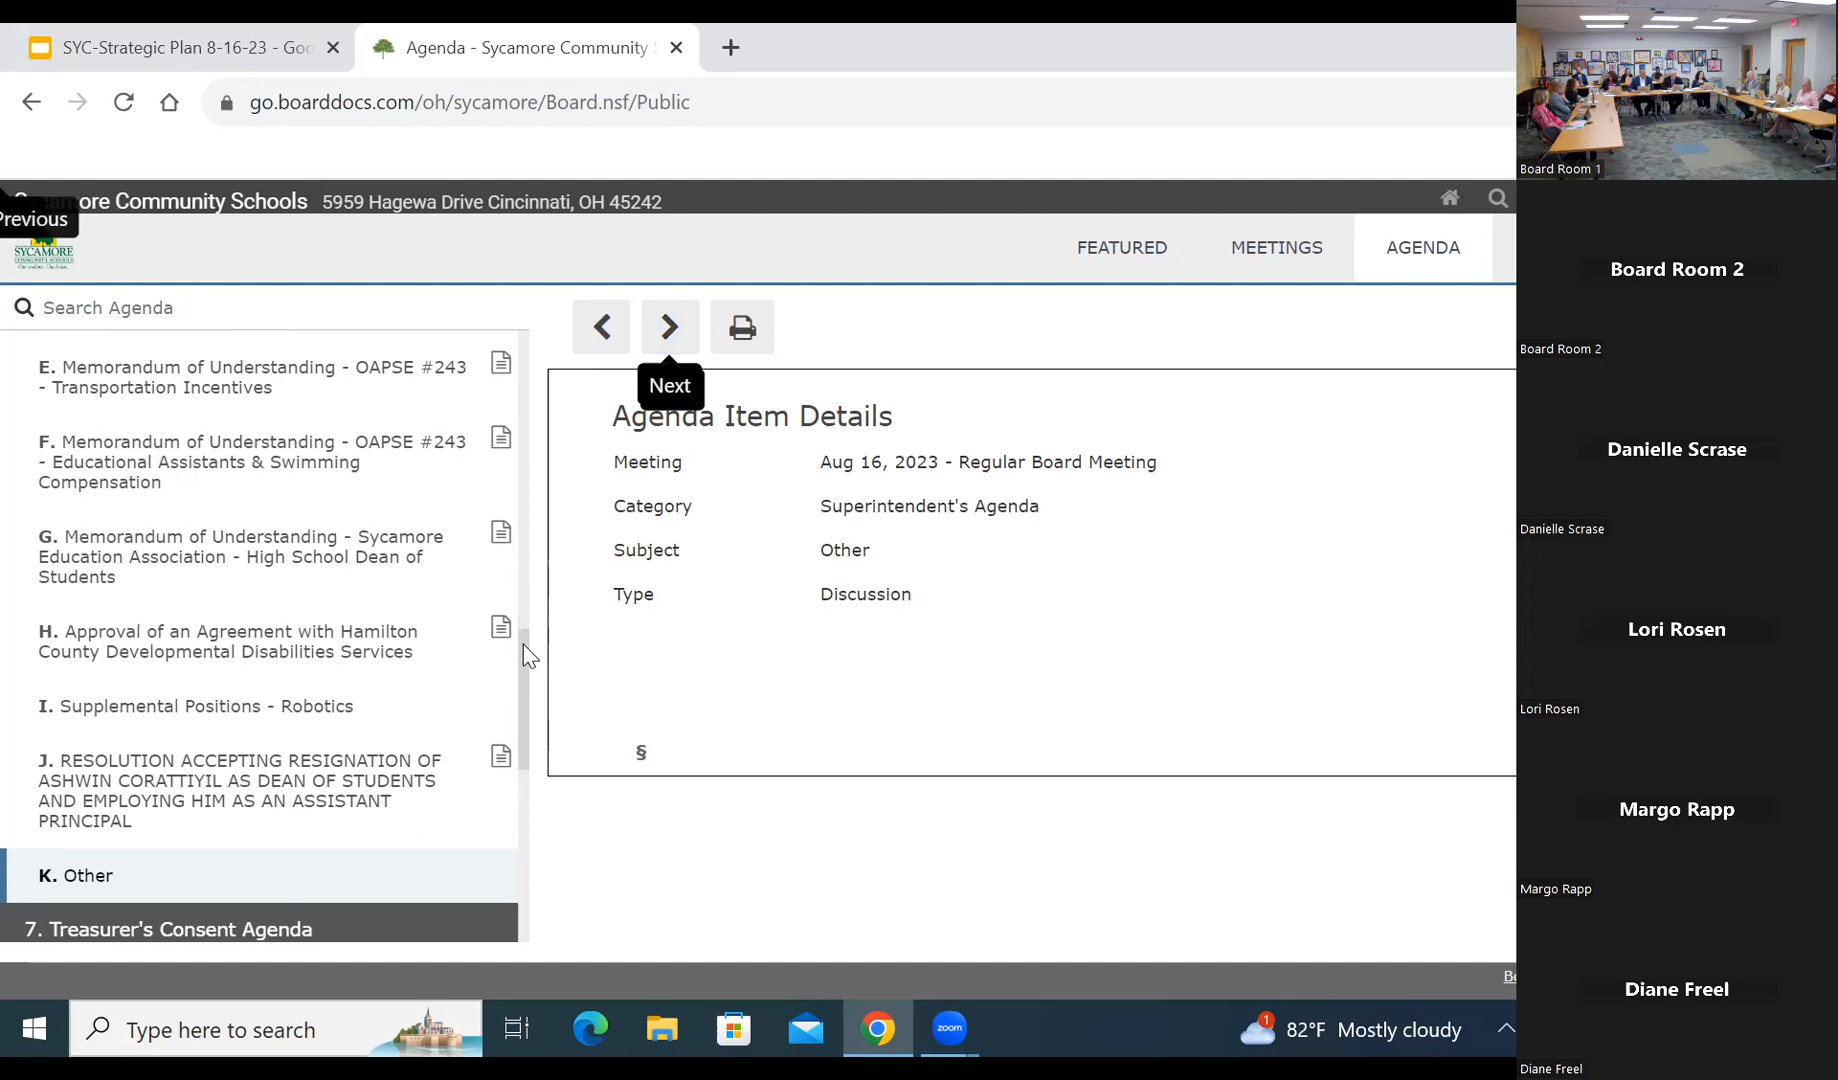 SYC-Strategic Plan 8-16-23 - Goo
Agenda - Sycamore Community S
go.boarddocs.com/oh/sycamore/Board.nsf/Public
Board Room 1
more Community Schools 5959 Hagewa Drive Cincinnati, OH 45242
Previous
SYCAMORE
COMMUNITY SCHOOLS
FEATURED
MEETINGS
AGENDA
Search Agenda
E. Memorandum of Understanding - OAPSE #243
- Transportation Incentives
F. Memorandum of Understanding - OAPSE #243
- Educational Assistants & Swimming
Compensation
G. Memorandum of Understanding - Sycamore
Education Association - High School Dean of
Students
H. Approval of an Agreement with Hamilton
County Developmental Disabilities Services
I. Supplemental Positions - Robotics
J. RESOLUTION ACCEPTING RESIGNATION OF
ASHWIN CORATTIYIL AS DEAN OF STUDENTS
AND EMPLOYING HIM AS AN ASSISTANT
PRINCIPAL
K. Other
7. Treasurer's Consent Agenda
Next
Agenda Item Details
Meeting Aug 16, 2023 - Regular Board Meeting
Category Superintendent's Agenda
Subject Other
Type Discussion
§
Board Room 2
Board Room 2
Danielle Scrase
Danielle Scrase
Lori Rosen
Lori Rosen
Margo Rapp
Margo Rapp
Diane Freel
Diane Freel
Bo
Type here to search
zoom
1
82°F Mostly cloudy